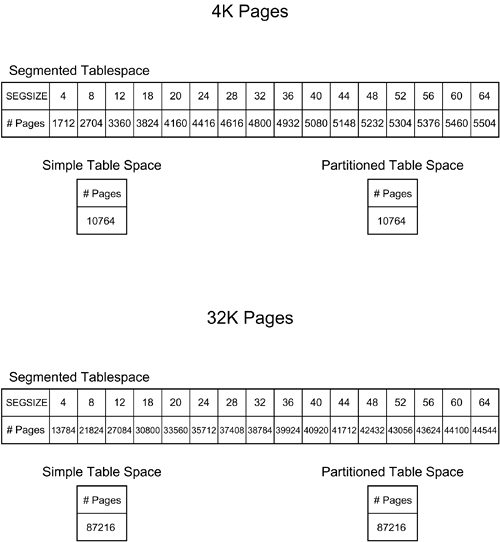 4K Pages
Segmented Tablespace
SEGSIZE 4 8 12 18 20 24 28 32 36 40 44 48 52 56 60 64
# Pages 1712 2704 3360 3824 4160 4416 4616 4800 4932 5080 5148 5232 5304 5376 5460 5504
Simple Table Space Partitioned Table Space
# Pages # Pages
10764 10764
32K Pages
Segmented Tablespace
SEGSIZE 4 8 12 18 20 24 28 32 36 40 44 48 52 56 60 64
# Pages 13784 21824 27084 30800 33560 35712 37408 38784 39924 40920 41712 42432 43056 43624 44100 44544
Simple Table Space Partitioned Table Space
# Pages # Pages
87216 87216